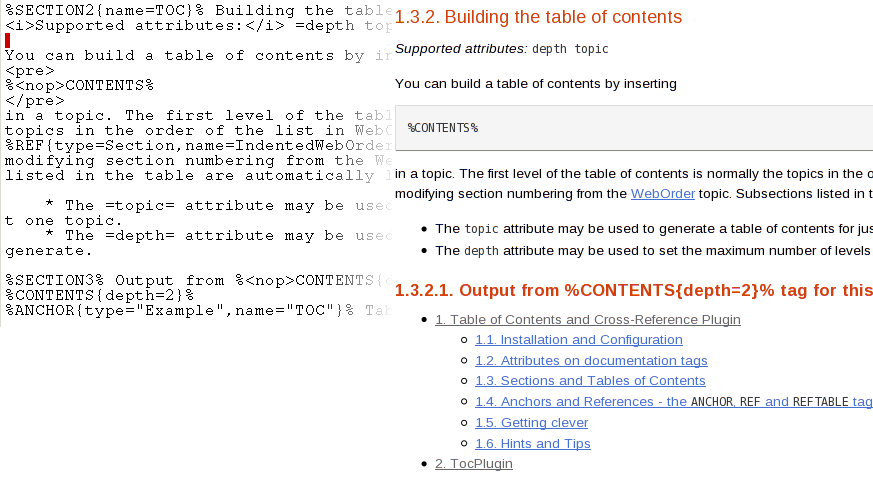 %SECTION2{name=TOC}% Building the table
<i>Supported attributes:</i> =depth
You can build a table of contents by
<pre>
%<nop>CONTENTS%
</pre>
in a topic. The first level of the
topics in the order of the list in
%REF{type=Section,name=IndentedWebOrder
modifying section numbering from the
listed in the table are automatically
* The =topic= attribute may be used
t one topic.
* The =depth= attribute may be used
generate.
%SECTION3% Output from %<nop>CONTENTS{
%CONTENTS{depth=2}%
%ANCHOR{type="Example",name="TOC"}%
1.3.2. Building the table of contents
Supported attributes: depth topic
You can build a table of contents by inserting
%CONTENTS%
in a topic. The first level of the table of contents is normally the topics in the
modifying section numbering from the WebOrder topic. Subsections listed in
• The topic attribute may be used to generate a table of contents for
• The depth attribute may be used to set the maximum number of levels
1.3.2.1. Output from %CONTENTS{depth=2}% tag for this
• 1. Table of Contents and Cross-Reference Plugin
○ 1.1. Installation and Configuration
○ 1.2. Attributes on documentation tags
○ 1.3. Sections and Tables of Contents
○ 1.4. Anchors and References - the ANCHOR, REF and REFTABLE tag
○ 1.5. Getting clever
○ 1.6. Hints and Tips
• 2. TocPlugin